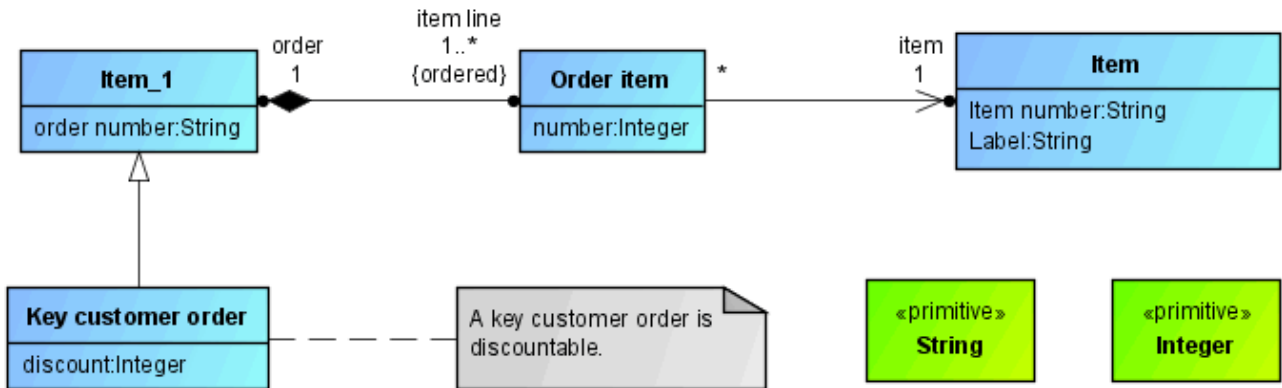 item line
order
1..*
item
1
{ordered}
*
1
Item_1
Order item
Item
order number:String
number:Integer
Item number:String
Label:String
Key customer order
discount:Integer
A key customer order is
discountable.
«primitive»
String
«primitive»
Integer